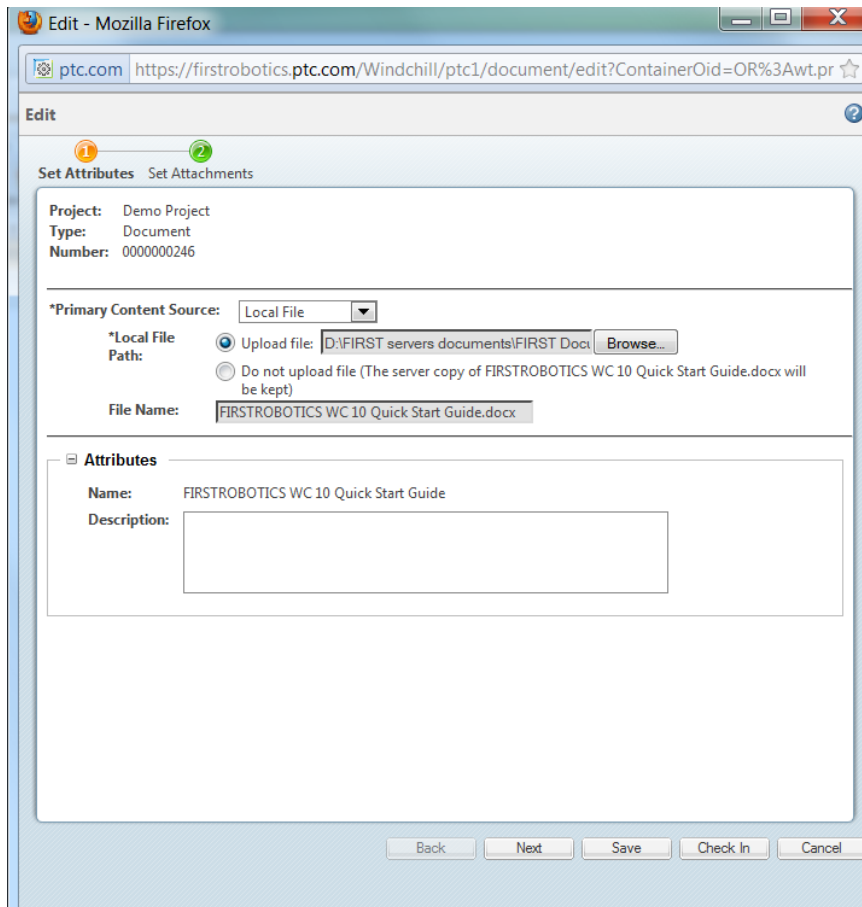 Edit - Mozilla Firefox
ptc.com https://firstrobotics.ptc.com/Windchill/ptc1/document/edit?ContainerOid=OR%3Awt.pr
Edit
?
1 2
Set Attributes Set Attachments
Project: Demo Project
Type: Document
Number: 0000000246
*Primary Content Source: Local File
*Local File Path: Upload file: D:\FIRST servers documents\FIRST Docu Browse...
Do not upload file (The server copy of FIRSTROBOTICS WC 10 Quick Start Guide.docx will
be kept)
File Name: FIRSTROBOTICS WC 10 Quick Start Guide.docx
Attributes
Name: FIRSTROBOTICS WC 10 Quick Start Guide
Description:
Back Next Save Check In Cancel